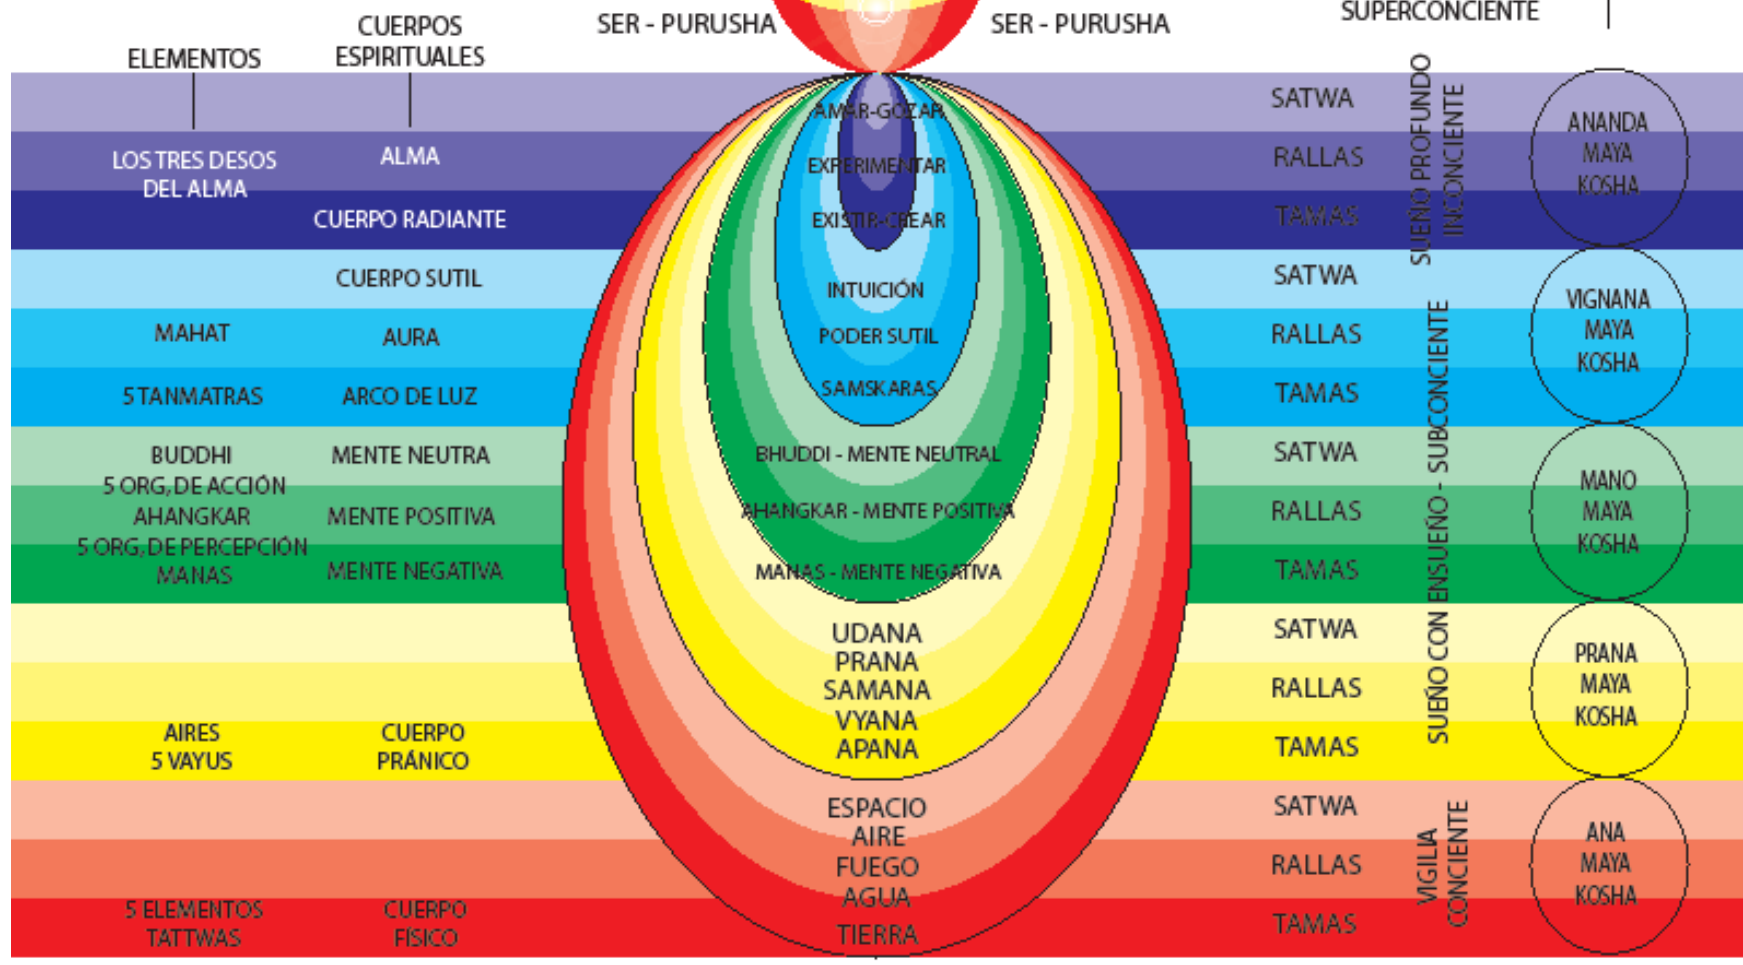 SUPERCONCIENTE
SER - PURUSHA
SER - PURUSHA
ELEMENTOS
CUERPOS
ESPIRITUALES
LOS TRES DESOS
DEL ALMA
ALMA
CUERPO RADIANTE
CUERPO SUTIL
MAHAT
AURA
5 TANMATRAS
ARCO DE LUZ
BUDDHI
MENTE NEUTRA
5 ORG, DE ACCIÓN
AHANGKAR
MENTE POSITIVA
5 ORG, DE PERCEPCIÓN
MANAS
MENTE NEGATIVA
AIRES
5 VAYUS
CUERPO
PRÁNICO
5 ELEMENTOS
TATTWAS
CUERPO
FÍSICO
AMAR-GOZAR
EXPERIMENTAR
EXISTIR-CREAR
INTUICIÓN
PODER SUTIL
SAMSKARAS
BHUDDI - MENTE NEUTRAL
AHANGKAR - MENTE POSITIVA
MANAS - MENTE NEGATIVA
UDANA
PRANA
SAMANA
VYANA
APANA
ESPACIO
AIRE
FUEGO
AGUA
TIERRA
SATWA
RALLAS
TAMAS
SATWA
RALLAS
TAMAS
SATWA
RALLAS
TAMAS
SATWA
RALLAS
TAMAS
SATWA
RALLAS
TAMAS
SUEÑO PROFUNDO
INCONCIENTE
SUEÑO CON ENSUEÑO - SUBCONCIENTE
VIGILIA
CONCIENTE
ANANDA
MAYA
KOSHA
VIGNANA
MAYA
KOSHA
MANO
MAYA
KOSHA
PRANA
MAYA
KOSHA
ANA
MAYA
KOSHA